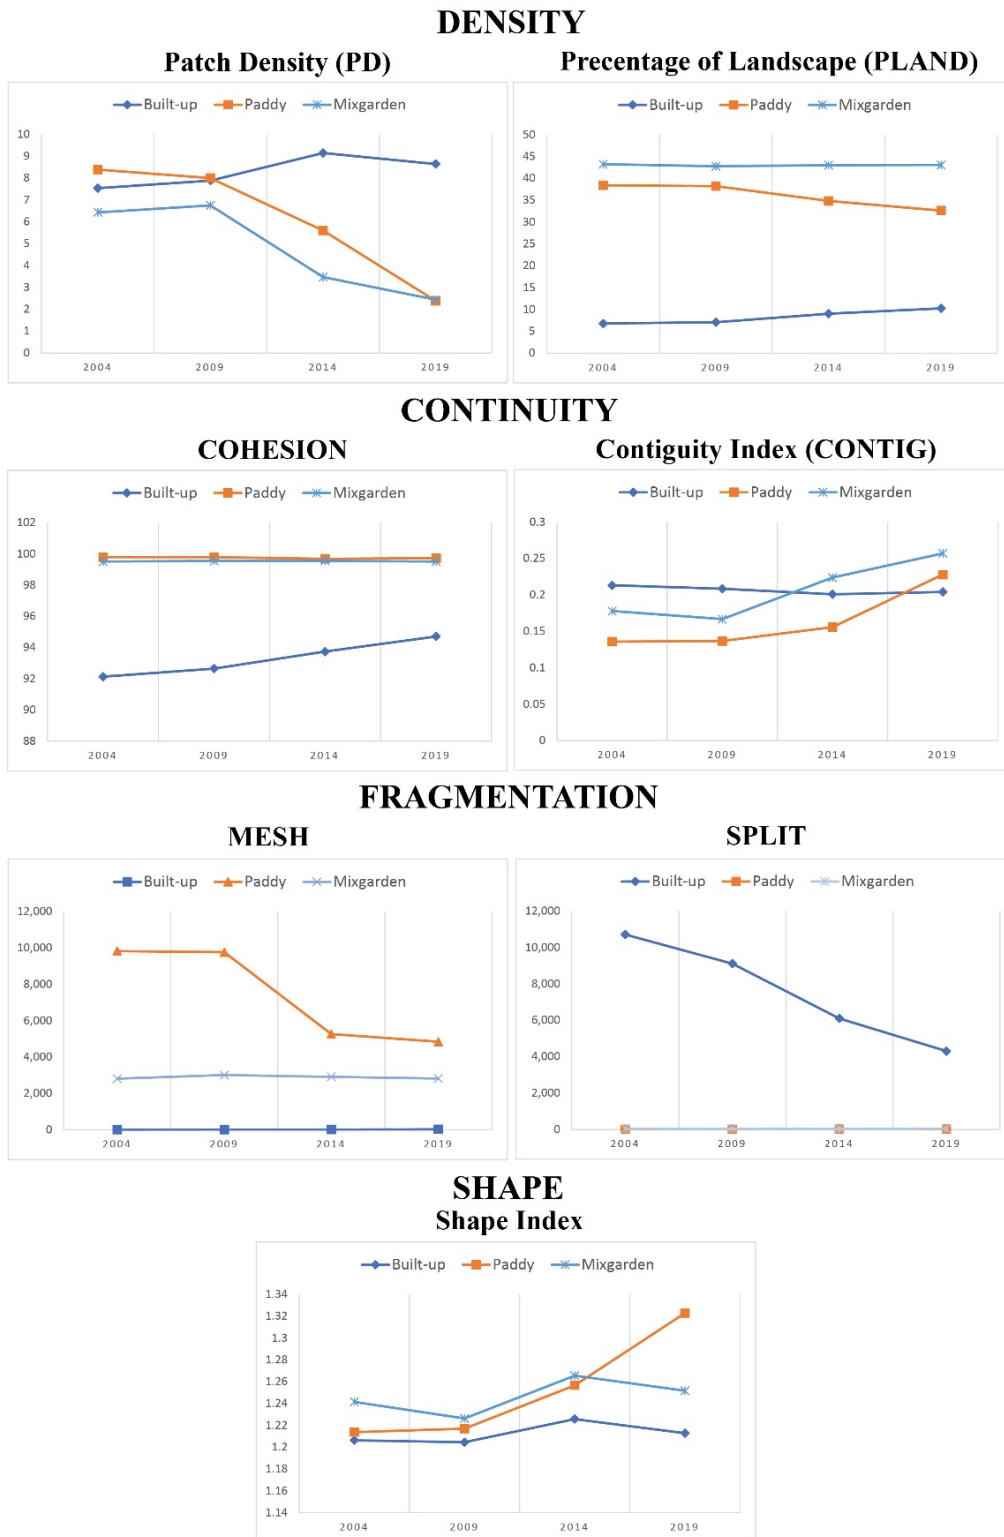 DENSITY
Patch Density (PD)
Built-up Paddy Mixgarden
10
9
8
7
6
5
4
3
2
1
0
2004 2009 2014 2019
Precentage of Landscape (PLAND)
Built-up Paddy Mixgarden
50
45
40
35
30
25
20
15
10
5
0
2004 2009 2014 2019
CONTINUITY
COHESION
Built-up Paddy Mixgarden
102
100
98
96
94
92
90
88
2004 2009 2014 2019
Contiguity Index (CONTIG)
Built-up Paddy Mixgarden
0.3
0.25
0.2
0.15
0.1
0.05
0
2004 2009 2014 2019
FRAGMENTATION
MESH
Built-up Paddy Mixgarden
12,000
10,000
8,000
6,000
4,000
2,000
0
2004 2009 2014 2019
SPLIT
Built-up Paddy Mixgarden
12,000
10,000
8,000
6,000
4,000
2,000
0
2004 2009 2014 2019
SHAPE
Shape Index
Built-up Paddy Mixgarden
1.34
1.32
1.3
1.28
1.26
1.24
1.22
1.2
1.18
1.16
1.14
2004 2009 2014 2019